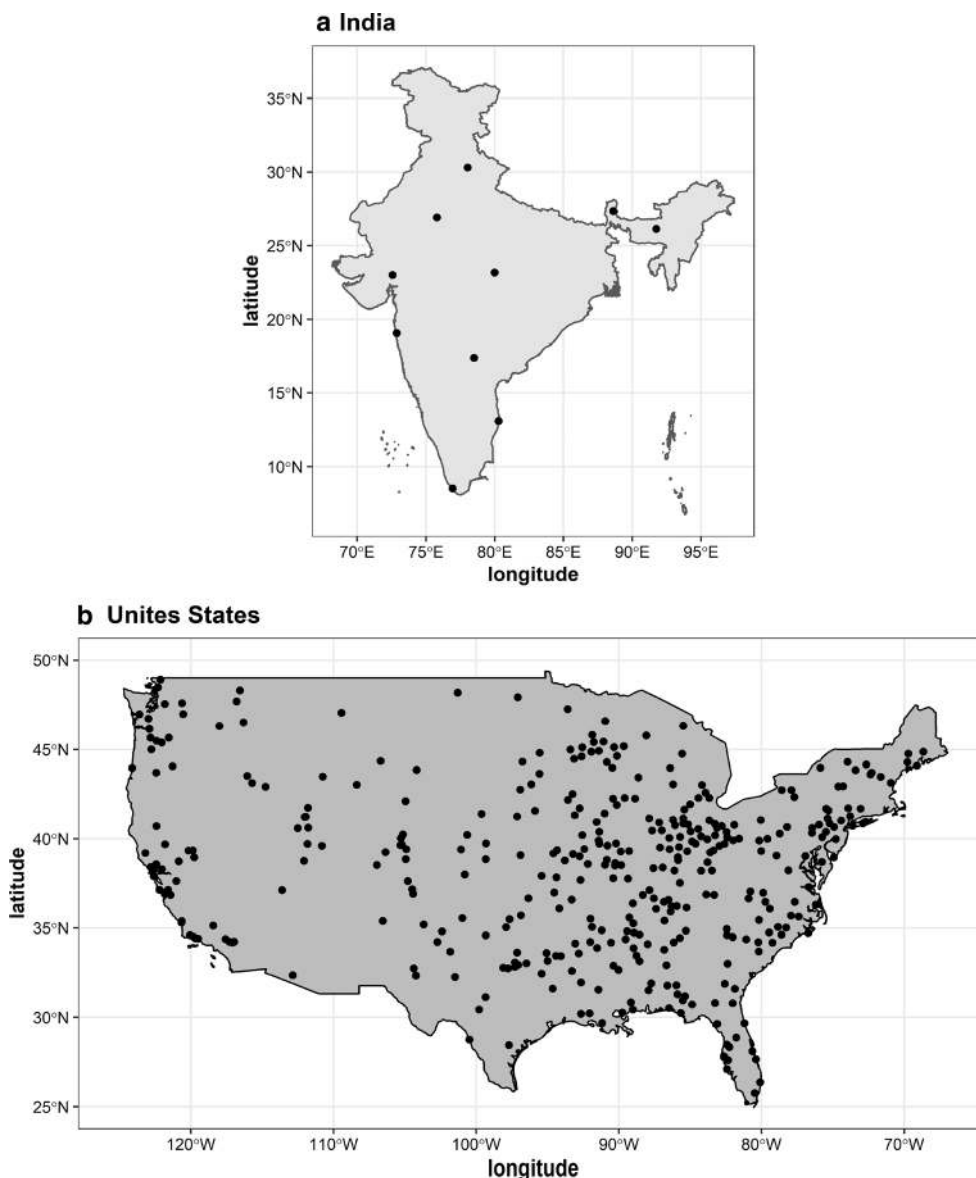 a India
35°N
30°N
25°N
20°N
15°N
10°N
latitude
70°E 75°E 80°E 85°E 90°E 95°E
longitude
b Unites States
50°N
45°N
40°N
35°N
30°N
25°N
latitude
120°W 110°W 100°W 90°W 80°W 70°W
longitude